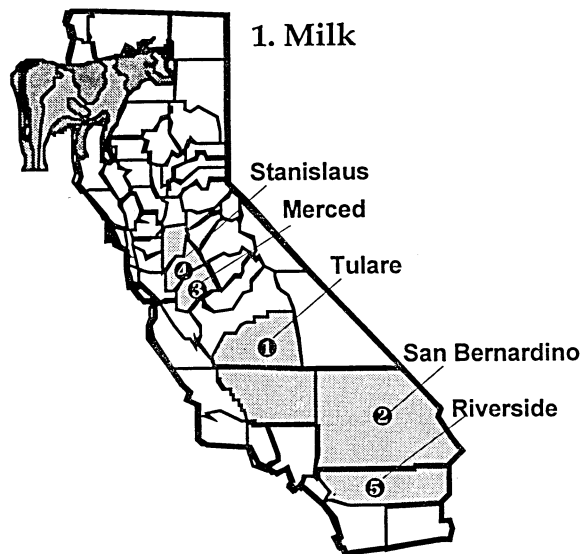 1. Milk
Stanislaus
Merced
Tulare
San Bernardino
Riverside
4
3
1
2
5